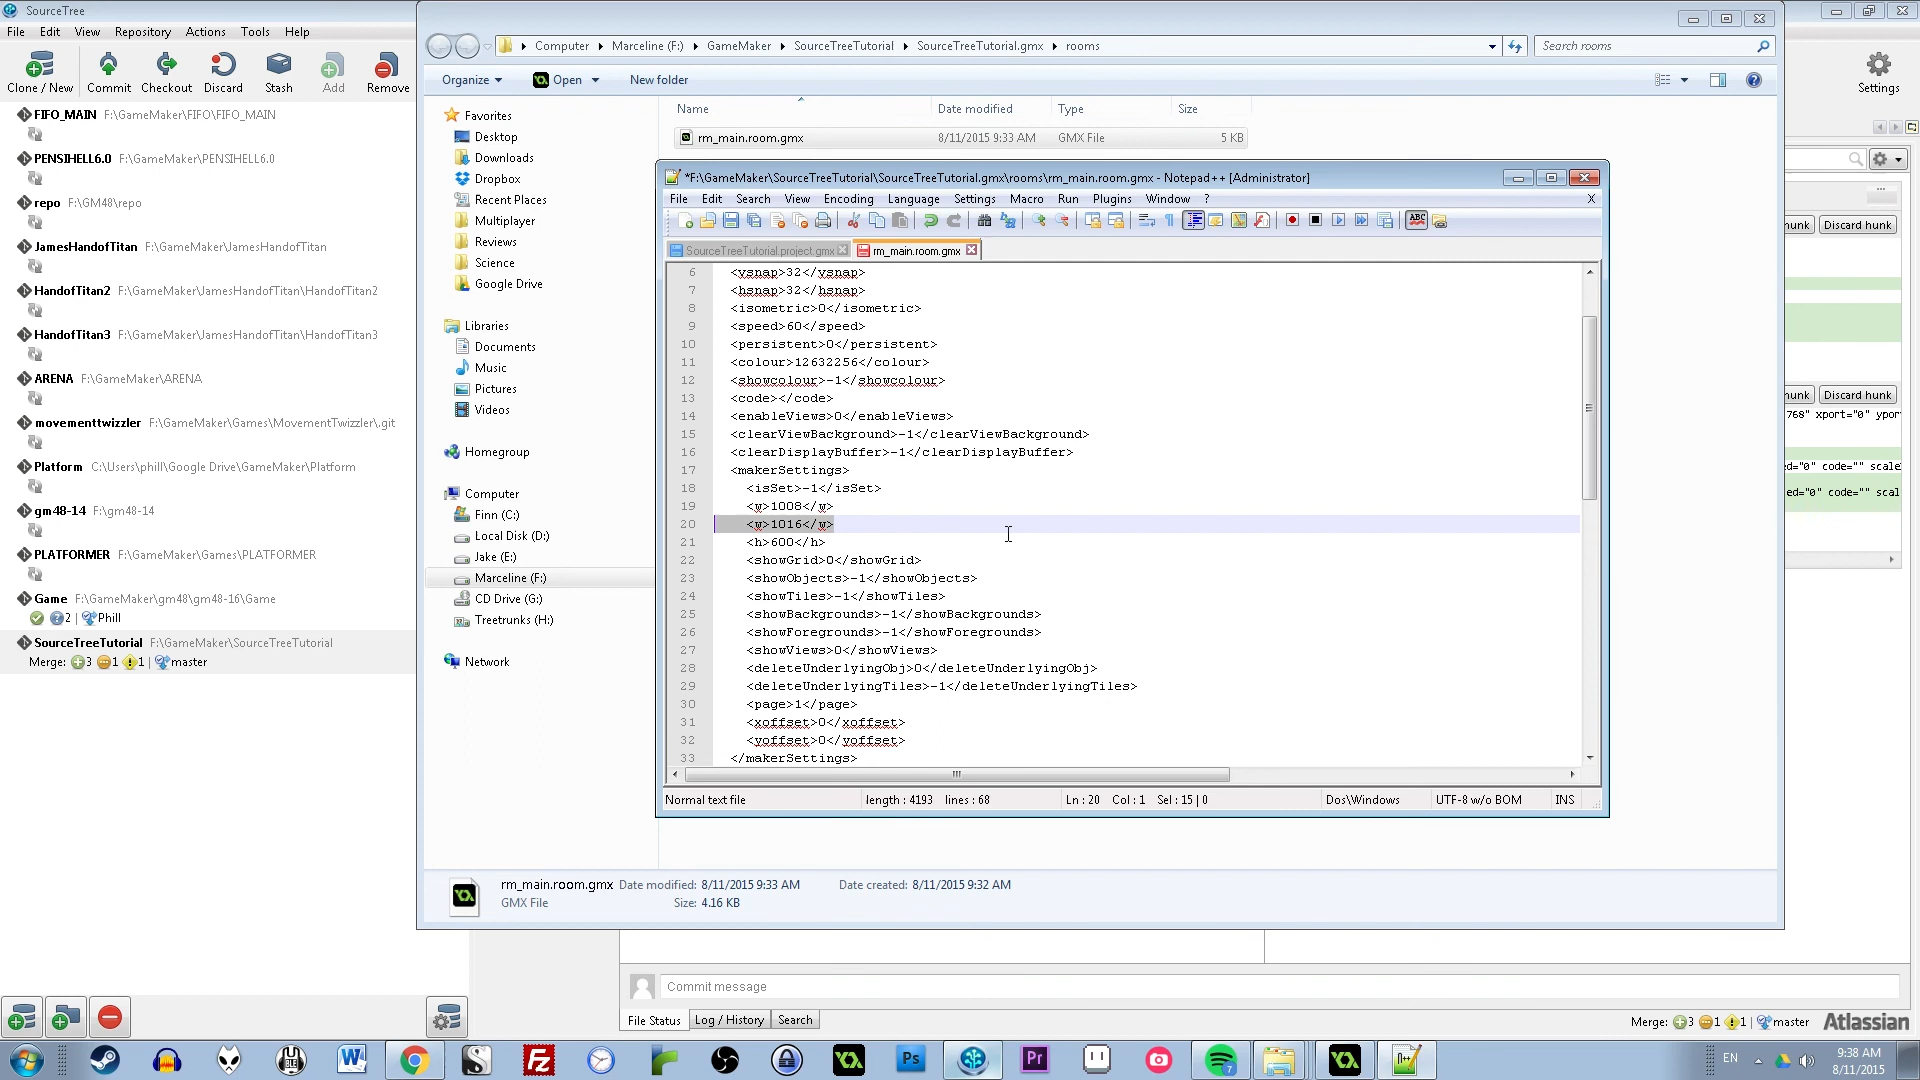 SourceTree
File Edit View Repository Actions Tools Help
Clone / New Commit Checkout Discard Stash Add Remove
FIFO_MAIN F:\GameMaker\FIFO\FIFO_MAIN
PENSIHELL6.0 F:\GameMaker\PENSIHELL6.0
repo F:\GM48\repo
JamesHandofTitan F:\GameMaker\JamesHandofTitan
HandofTitan2 F:\GameMaker\JamesHandofTitan\HandofTitan2
HandofTitan3 F:\GameMaker\JamesHandofTitan\HandofTitan3
ARENA F:\GameMaker\ARENA
movementtwizzler F:\GameMaker\Games\MovementTwizzler\.git
Platform C:\Users\phill\Google Drive\GameMaker\Platform
gm48-14 F:\gm48-14
PLATFORMER F:\GameMaker\Games\PLATFORMER
Game F:\GameMaker\gm48\gm48-16\Game
2 Phill
SourceTreeTutorial F:\GameMaker\SourceTreeTutorial
Merge: 3 1 1 master
Computer Marceline (F:) GameMaker SourceTreeTutorial SourceTreeTutorial.gmx rooms
Search rooms
Organize Open New folder
Favorites
Desktop
Downloads
Dropbox
Recent Places
Plugins
Reviews
Science
Google Drive
Libraries
Documents
Music
Pictures
Videos
Homegroup
Computer
Finn (C:)
Local Disk (D:)
Jake (E:)
Marceline (F:)
CD Drive (G:)
Treetrunks (H:)
Network
Name Date modified Type Size
rm_main.room.gmx 8/11/2015 9:33 AM GMX File 5 KB
*F:\GameMaker\SourceTreeTutorial\SourceTreeTutorial.gmx\rooms\rm_main.room.gmx - Notepad++ [Administrator]
File Edit Search View Encoding Language Settings Macro Run Plugins Window ? X
SourceTreeTutorial.project.gmx rm_main.room.gmx
6 <vsnap>32</vsnap>
7 <hsnap>32</hsnap>
8 <isometric>0</isometric>
9 <speed>60</speed>
10 <persistent>0</persistent>
11 <colour>12632256</colour>
12 <showcolour>-1</showcolour>
13 <code></code>
14 <enableViews>0</enableViews>
15 <clearViewBackground>-1</clearViewBackground>
16 <clearDisplayBuffer>-1</clearDisplayBuffer>
17 <makerSettings>
18 <isSet>-1</isSet>
19 <w>1008</w>
20 <w>1016</w>
21 <h>600</h>
22 <showGrid>0</showGrid>
23 <showObjects>-1</showObjects>
24 <showTiles>-1</showTiles>
25 <showBackgrounds>-1</showBackgrounds>
26 <showForegrounds>-1</showForegrounds>
27 <showViews>0</showViews>
28 <deleteUnderlyingObj>0</deleteUnderlyingObj>
29 <deleteUnderlyingTiles>-1</deleteUnderlyingTiles>
30 <page>1</page>
31 <xoffset>0</xoffset>
32 <yoffset>0</yoffset>
33 </makerSettings>
Normal text file length : 4193 lines : 68 Ln : 20 Col : 1 Sel : 15 | 0 Dos\Windows UTF-8 w/o BOM INS
rm_main.room.gmx Date modified: 8/11/2015 9:33 AM Date created: 8/11/2015 9:32 AM
GMX File Size: 4.16 KB
Settings
Discard hunk
Discard hunk
768" xport="0" ypor
ed="0" code="" scale
ed="0" code="" scal
Commit message
File Status Log / History Search
Merge: 3 1 1 master Atlassian
EN 9:38 AM
8/11/2015